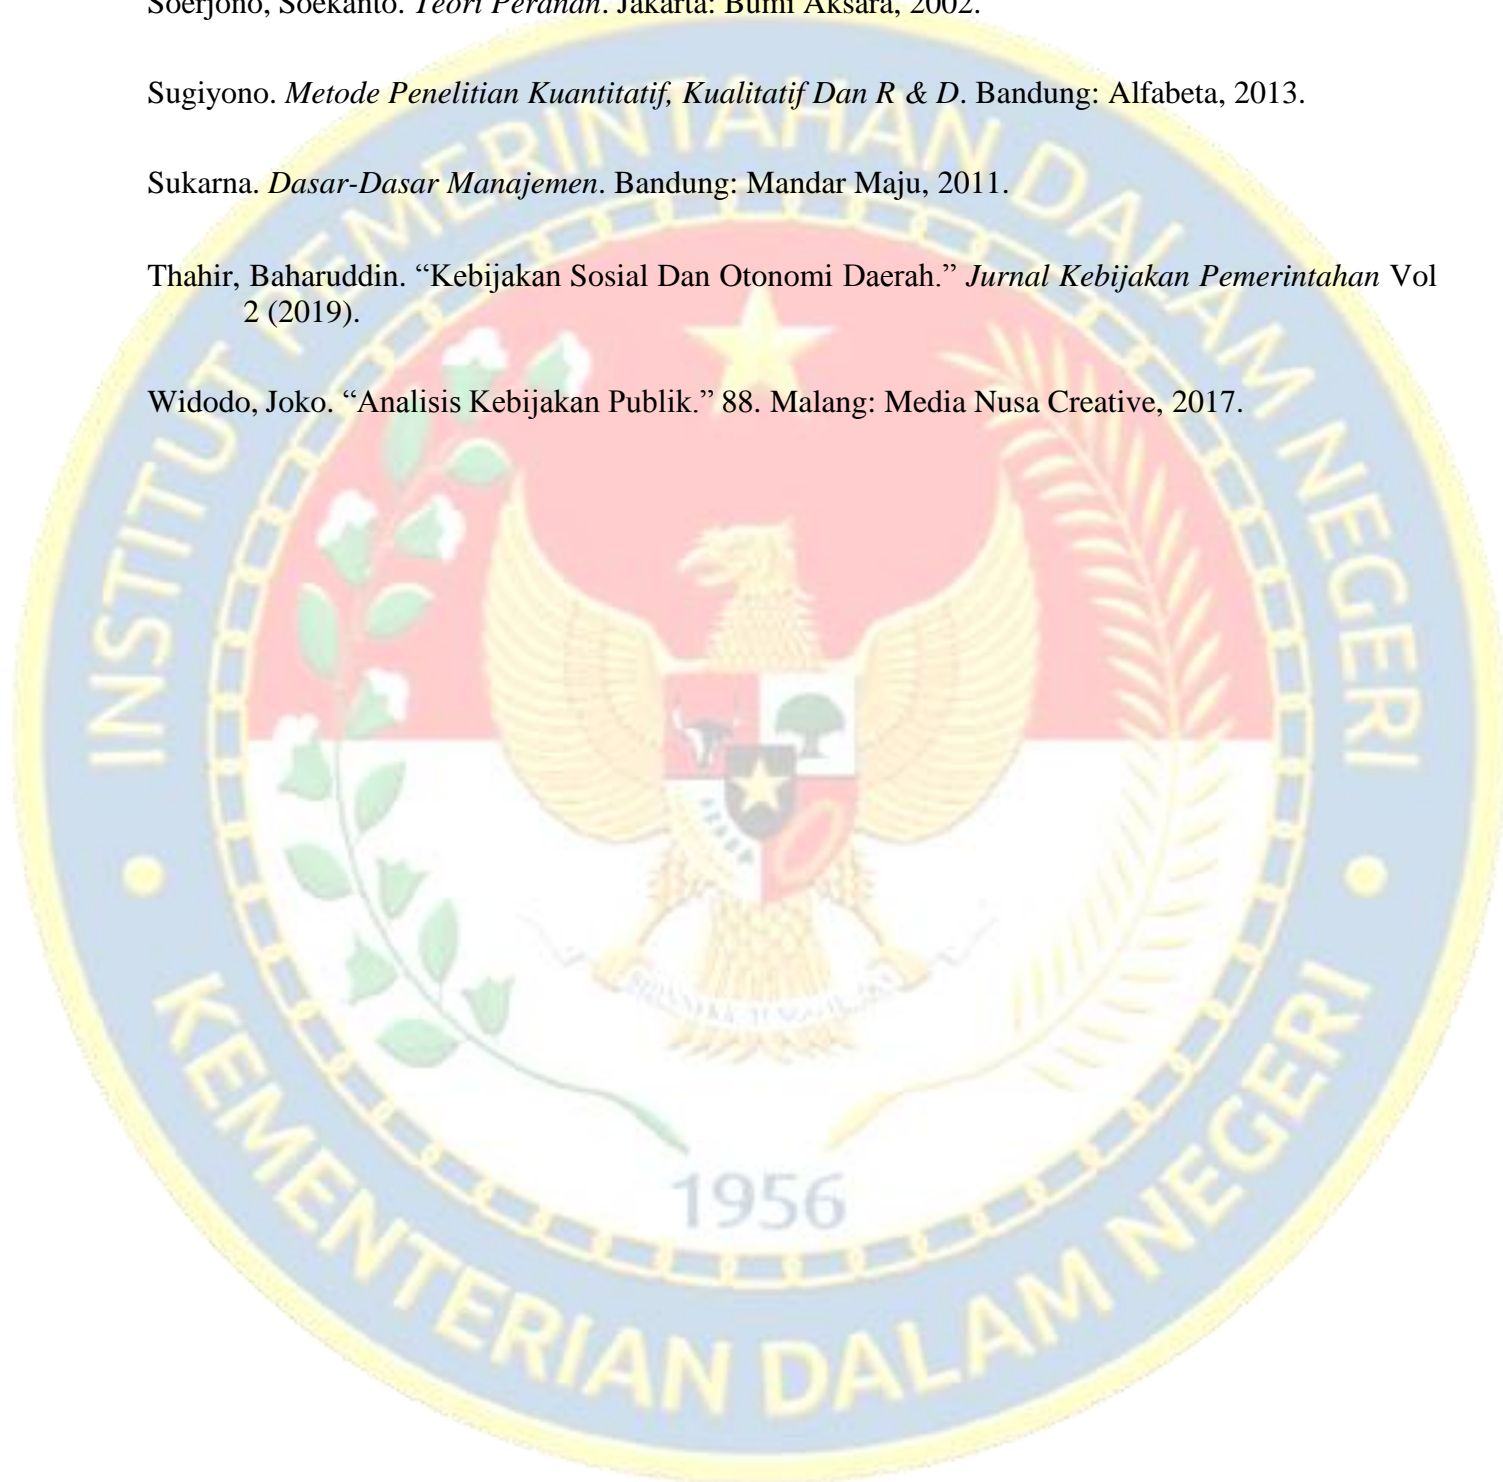 Soerjono, Soekanto. Teori Peranan. Jakarta: Bumi Aksara, 2002.
Sugiyono. Metode Penelitian Kuantitatif, Kualitatif Dan R & D. Bandung: Alfabeta, 2013.
Sukarna. Dasar-Dasar Manajemen. Bandung: Mandar Maju, 2011.
Thahir, Baharuddin. “Kebijakan Sosial Dan Otonomi Daerah.” Jurnal Kebijakan Pemerintahan Vol
2 (2019).
Widodo, Joko. “Analisis Kebijakan Publik.” 88. Malang: Media Nusa Creative, 2017.
INSTITUT PEMERINTAHAN DALAM NEGERI
1956
KEMENTERIAN DALAM NEGERI